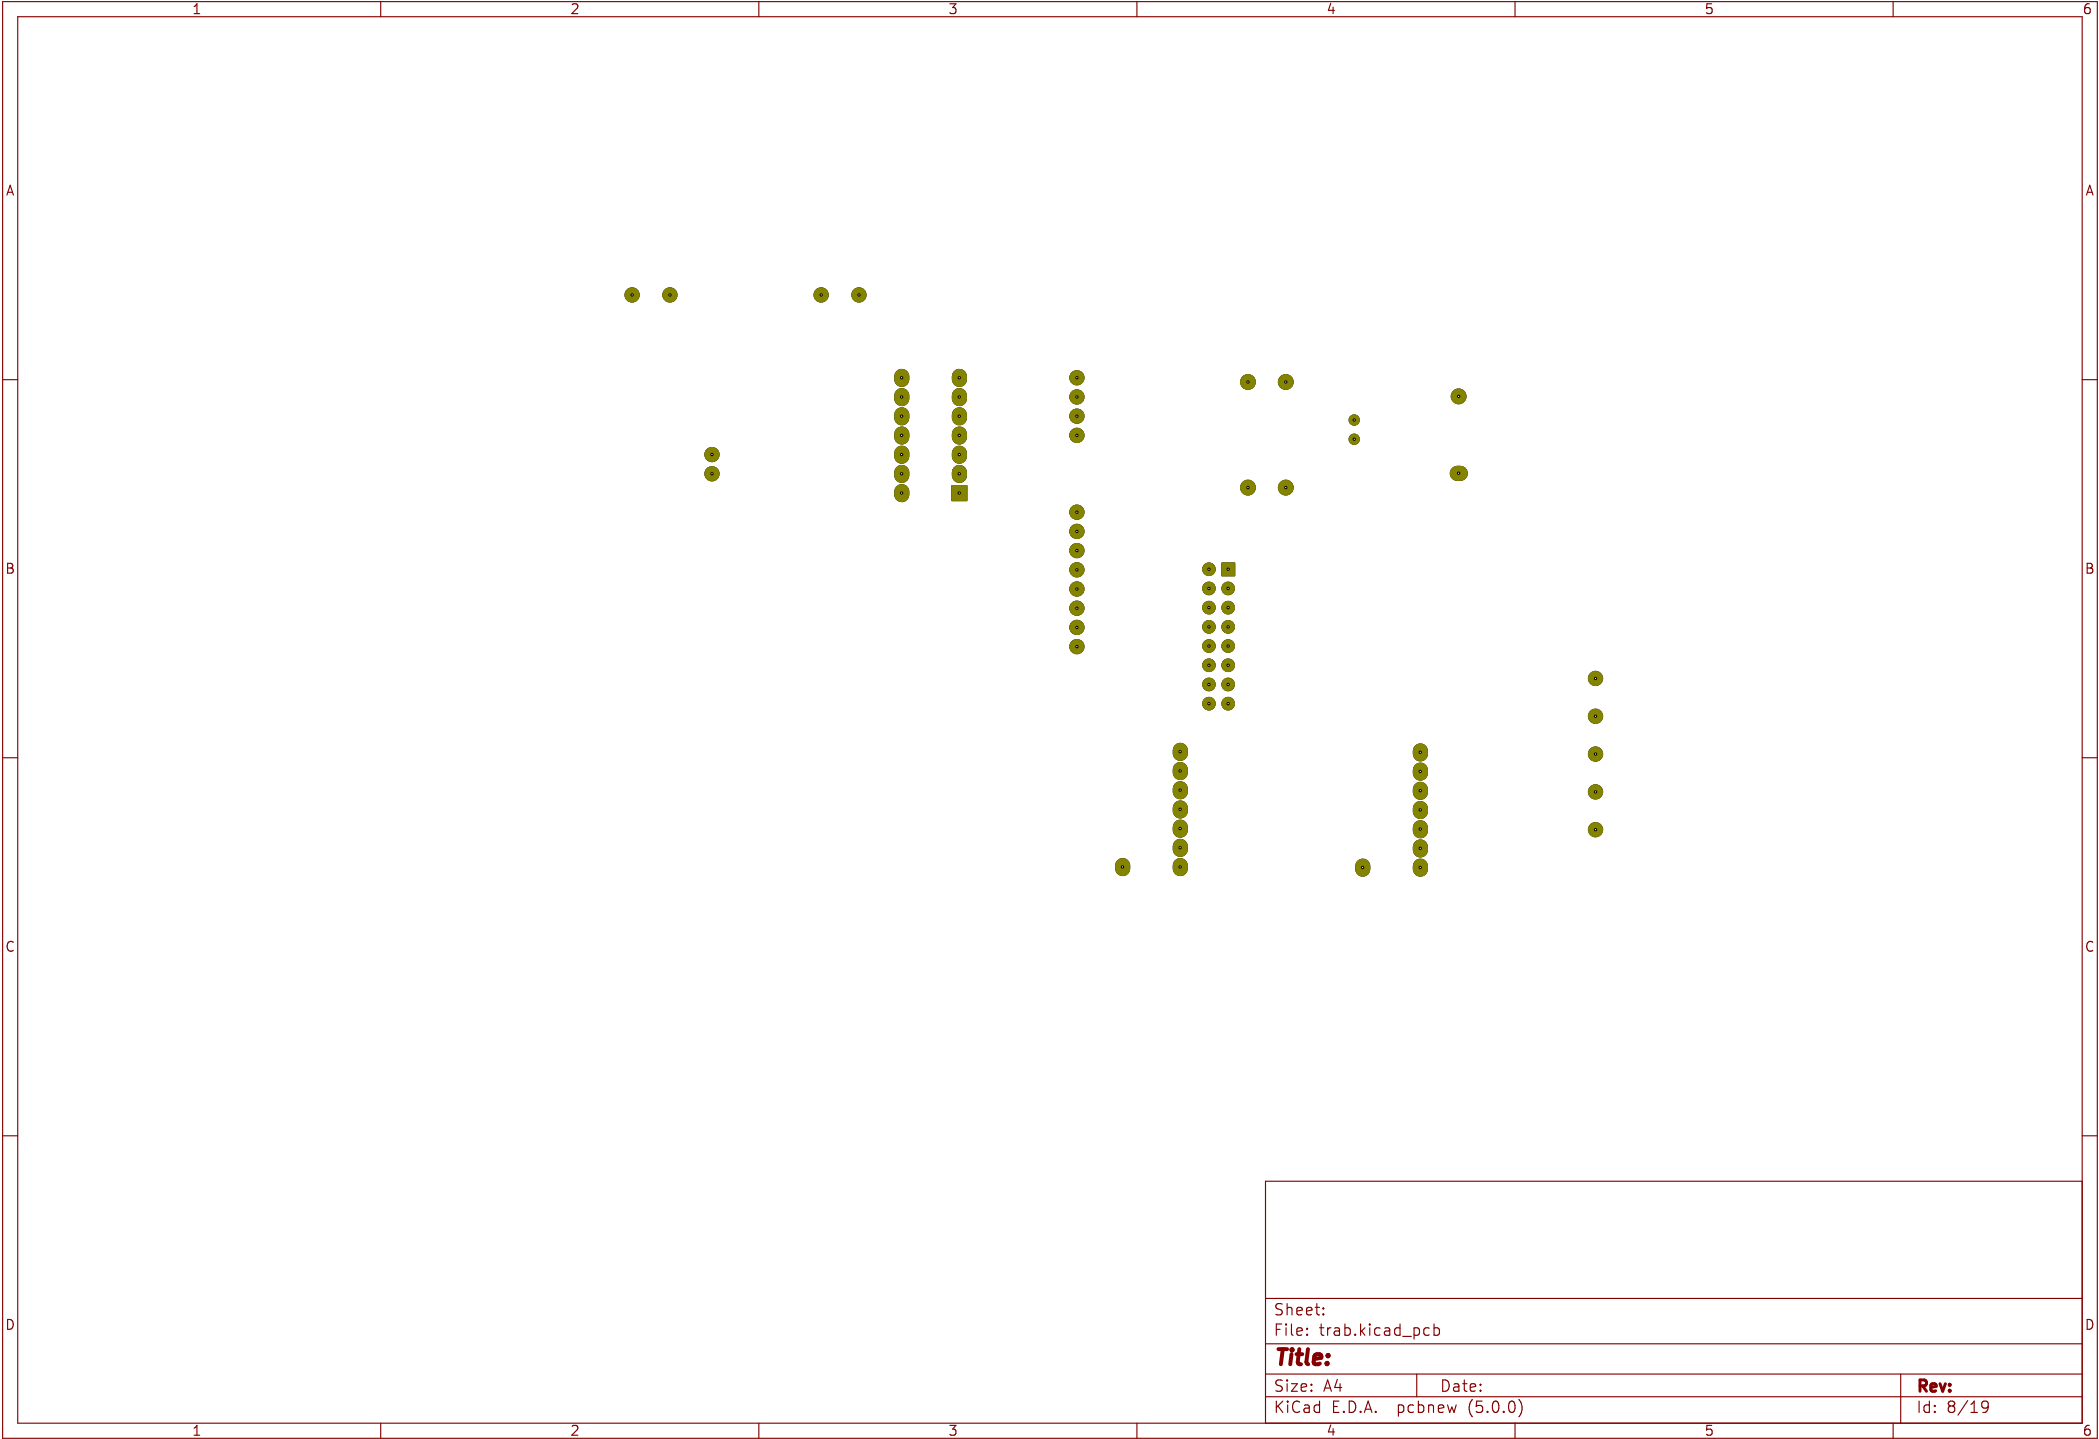 1 2 3 4 5 6
A A
B B
C C
Sheet:
File: trab.kicad_pcb
D D
Title:
Size: A4 Date: Rev:
KiCad E.D.A. pcbnew (5.0.0) Id: 8/19
1 2 3 4 5 6